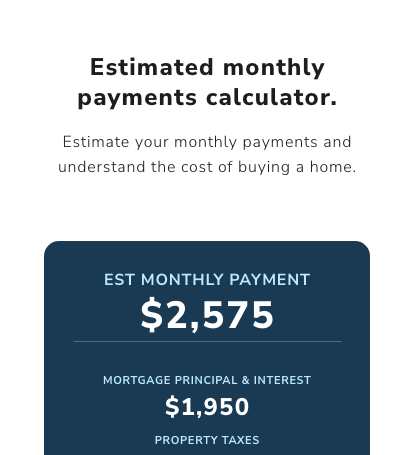 Estimated monthly
payments calculator.
Estimate your monthly payments and
understand the cost of buying a home.
EST MONTHLY PAYMENT
$2,575
MORTGAGE PRINCIPAL & INTEREST
$1,950
PROPERTY TAXES